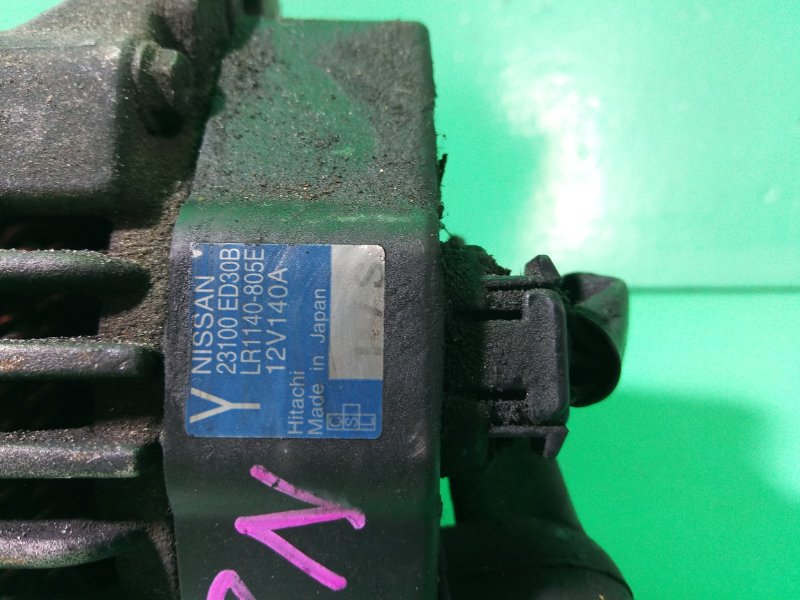 Y
NISSAN
23100 ED30B
LR1140-805E
12V140A
Hitachi
Made in Japan
C S L